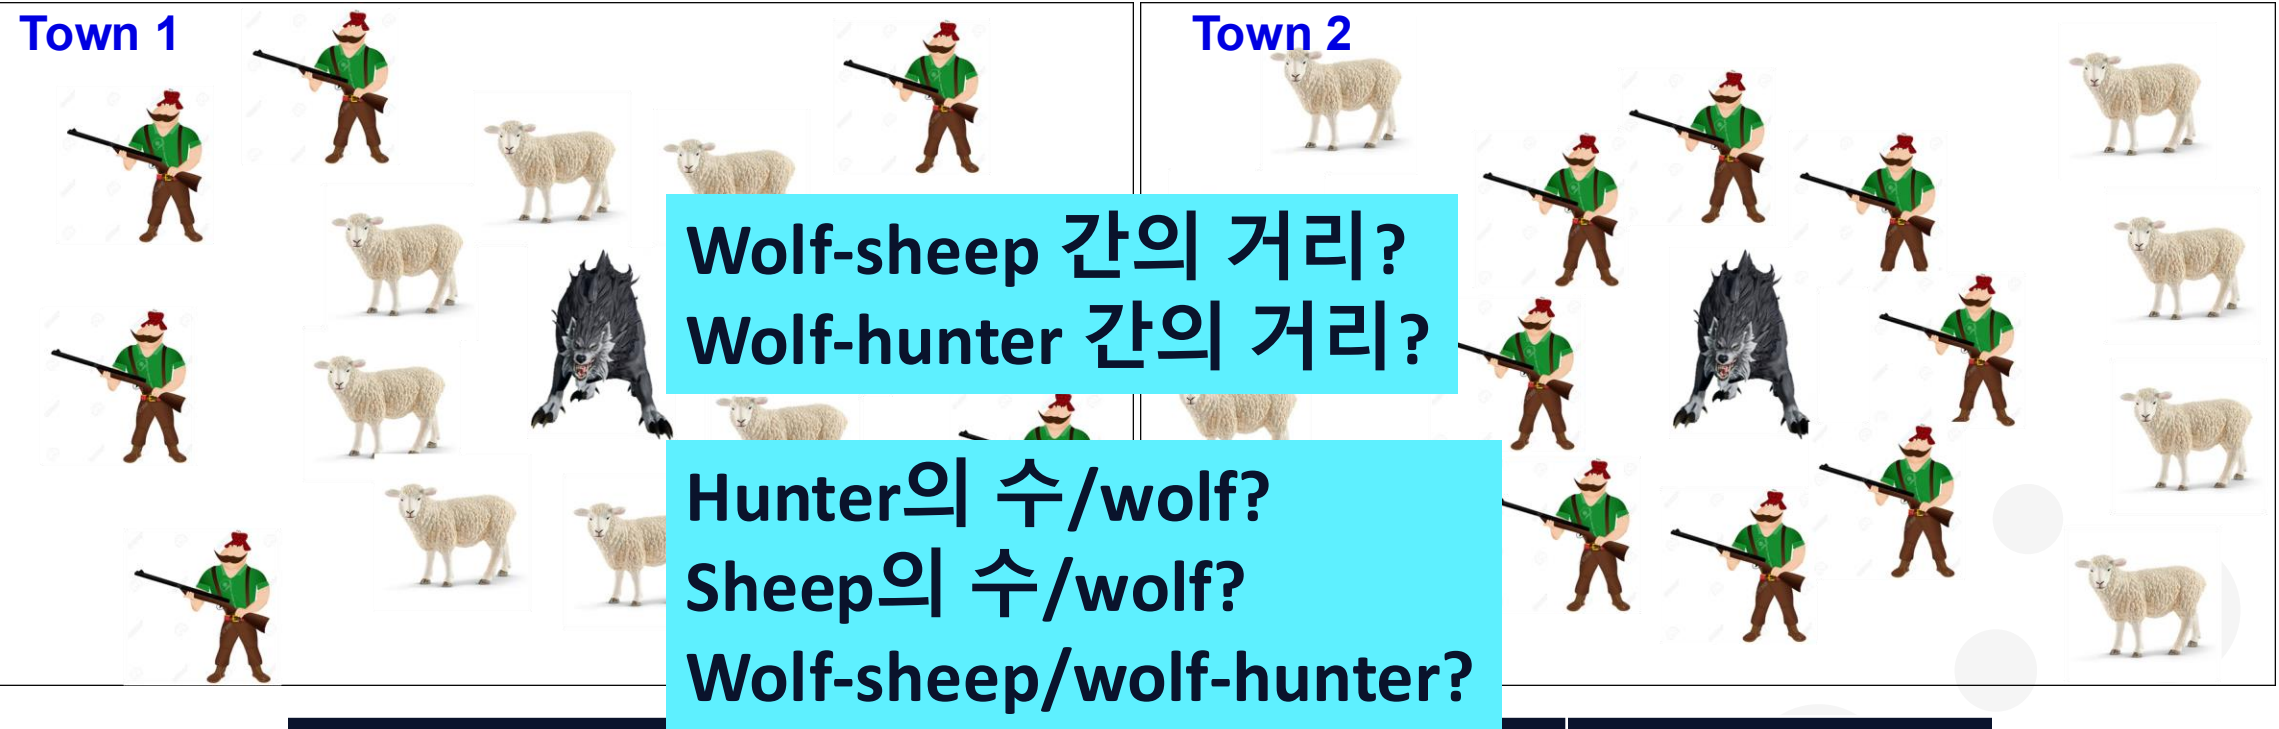 Town 1
Town 2
Wolf-sheep 간의 거리?
Wolf-hunter 간의 거리?
Hunter의 수/wolf?
Sheep의 수/wolf?
Wolf-sheep/wolf-hunter?